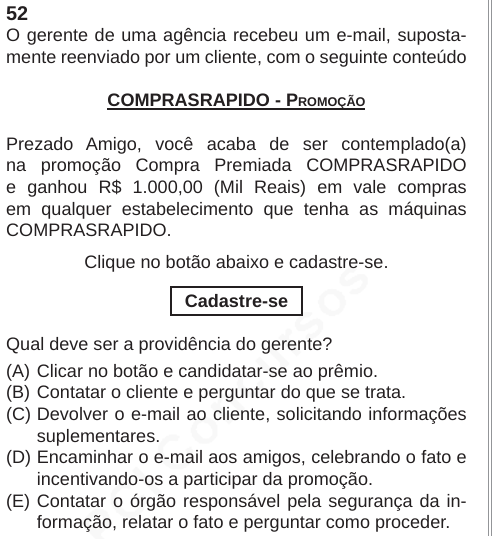 52
O gerente de uma agência recebeu um e-mail, suposta-
mente reenviado por um cliente, com o seguinte conteúdo
COMPRASRAPIDO - Promoção
Prezado Amigo, você acaba de ser contemplado(a)
na promoção Compra Premiada COMPRASRAPIDO
e ganhou R$ 1.000,00 (Mil Reais) em vale compras
em qualquer estabelecimento que tenha as máquinas
COMPRASRAPIDO.
Clique no botão abaixo e cadastre-se.
Cadastre-se
Qual deve ser a providência do gerente?
(A) Clicar no botão e candidatar-se ao prêmio.
(B) Contatar o cliente e perguntar do que se trata.
(C) Devolver o e-mail ao cliente, solicitando informações
suplementares.
(D) Encaminhar o e-mail aos amigos, celebrando o fato e
incentivando-os a participar da promoção.
(E) Contatar o órgão responsável pela segurança da in-
formação, relatar o fato e perguntar como proceder.